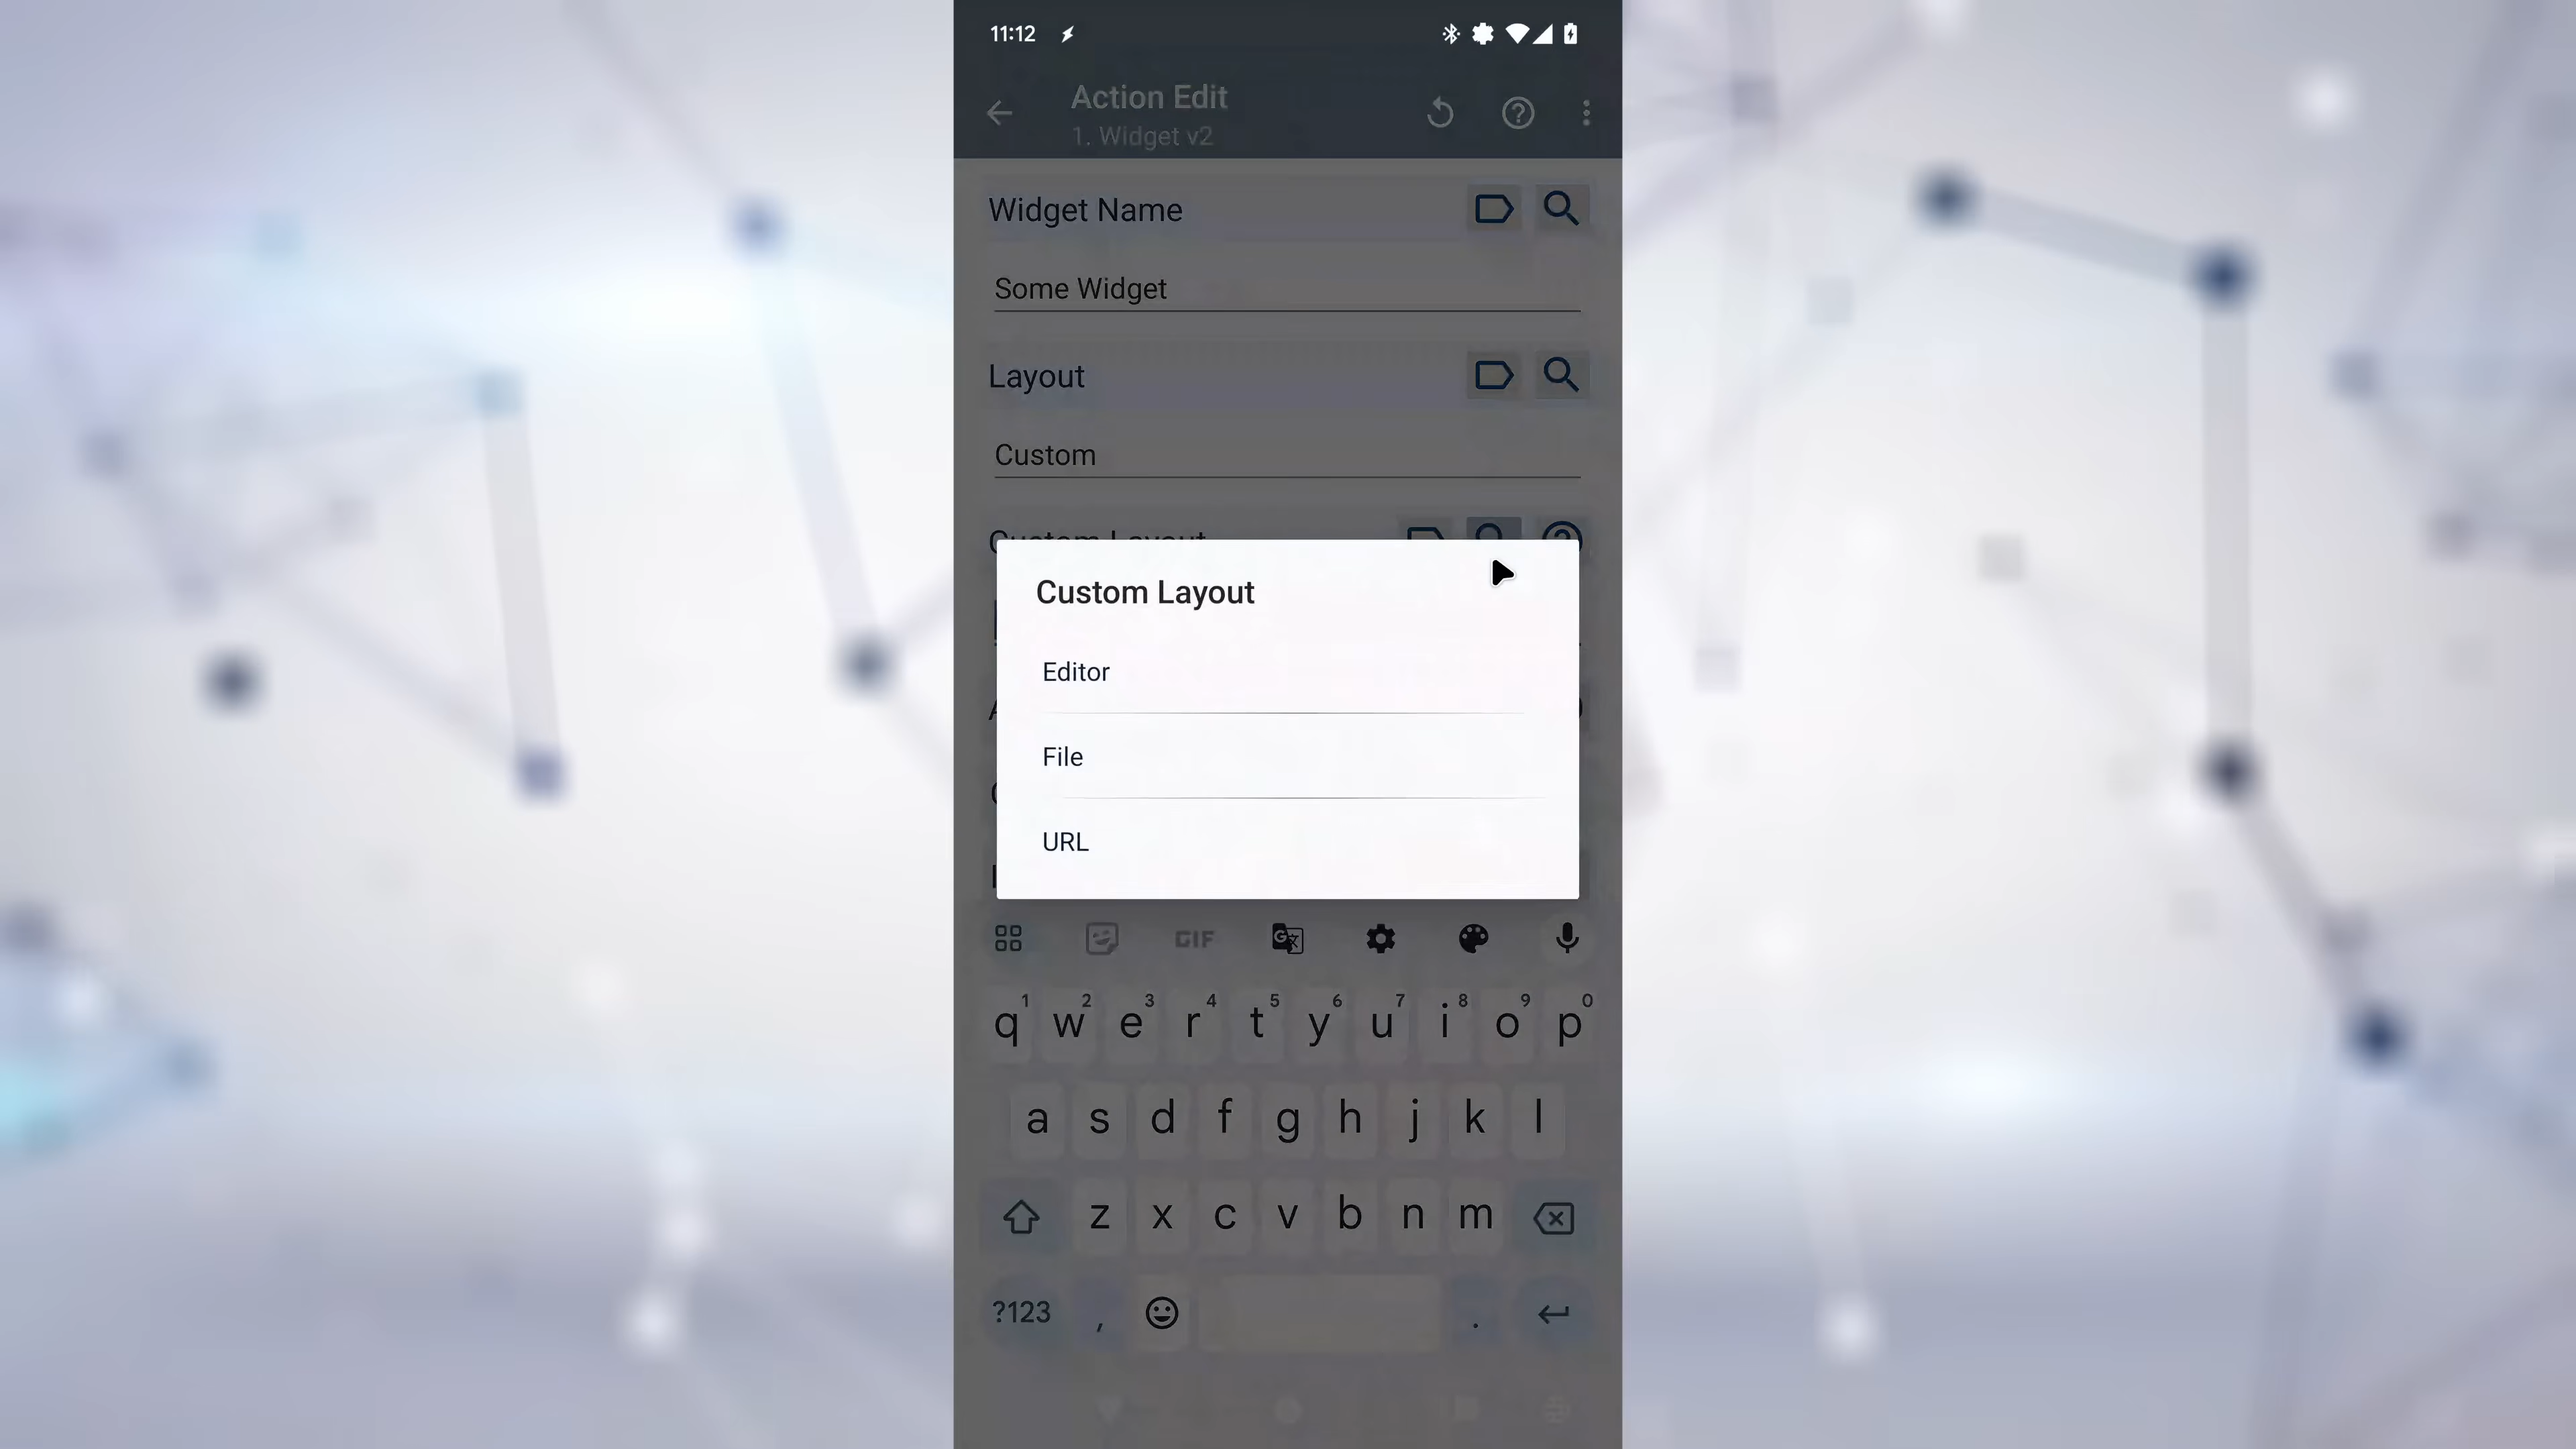 11:12
Action Edit
1. Widget v2
Widget Name
Some Widget
Layout
Custom
Custom Layout
Custom Layout
Editor
File
URL
GIF
q1 w2 e3 r4 t5 y6 u7 i8 o9 p0
a s d f g h j k l
z x c v b n m
?123 , .